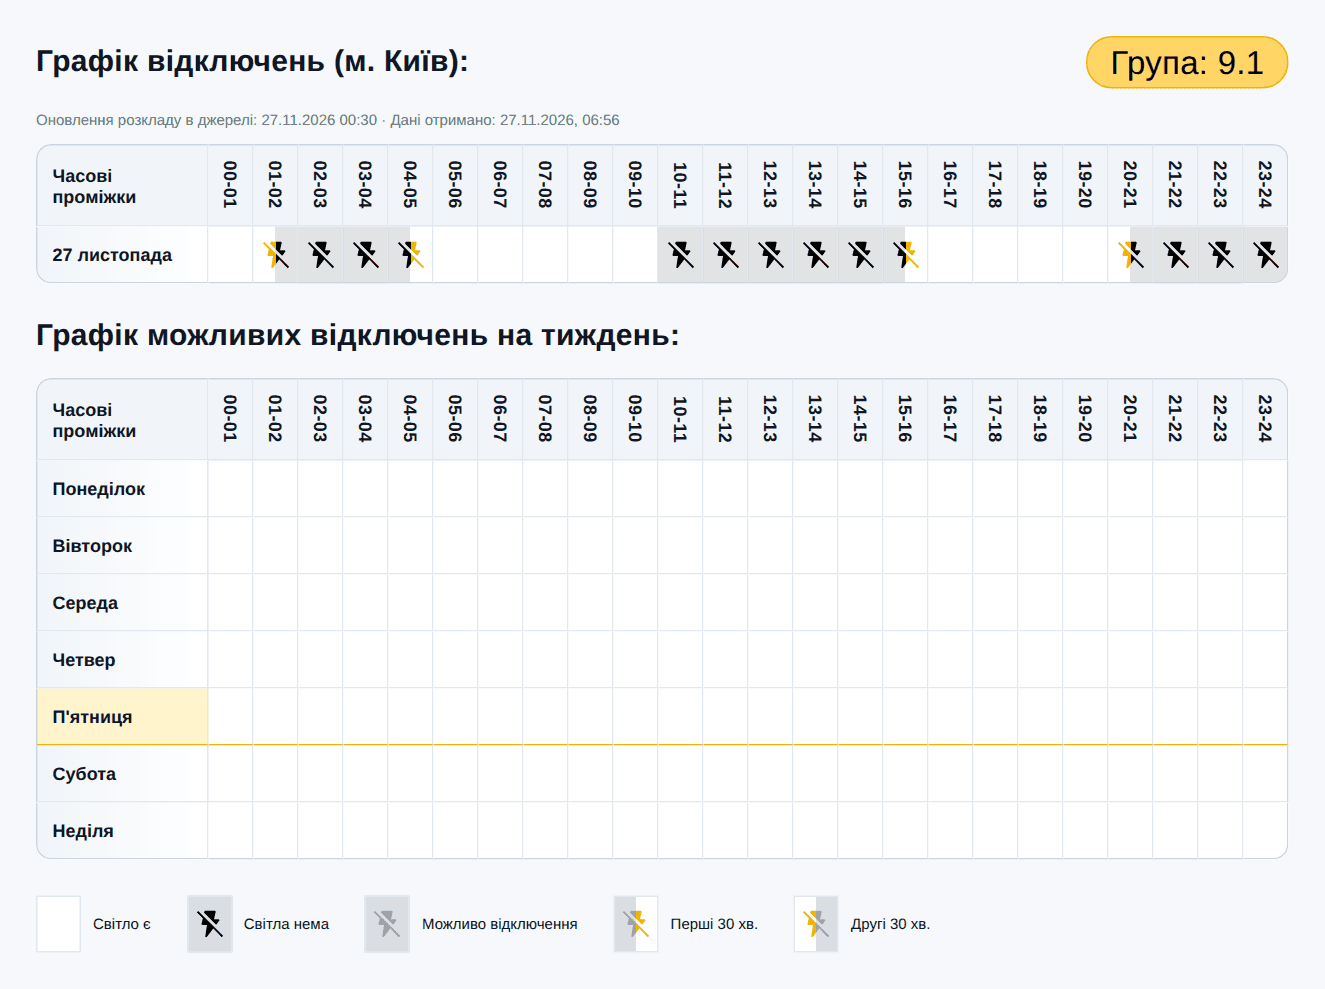 Графік відключень (м. Київ):
Група: 9.1
Оновлення розкладу в джерелі: 27.11.2026 00:30 · Дані отримано: 27.11.2026, 06:56
Часові проміжки 00-01 01-02 02-03 03-04 04-05 05-06 06-07 07-08 08-09 09-10 10-11 11-12 12-13 13-14 14-15 15-16 16-17 17-18 18-19 19-20 20-21 21-22 22-23 23-24
27 листопада
Графік можливих відключень на тиждень:
Часові проміжки 00-01 01-02 02-03 03-04 04-05 05-06 06-07 07-08 08-09 09-10 10-11 11-12 12-13 13-14 14-15 15-16 16-17 17-18 18-19 19-20 20-21 21-22 22-23 23-24
Понеділок
Вівторок
Середа
Четвер
П'ятниця
Субота
Неділя
Світло є Світла нема Можливо відключення Перші 30 хв. Другі 30 хв.